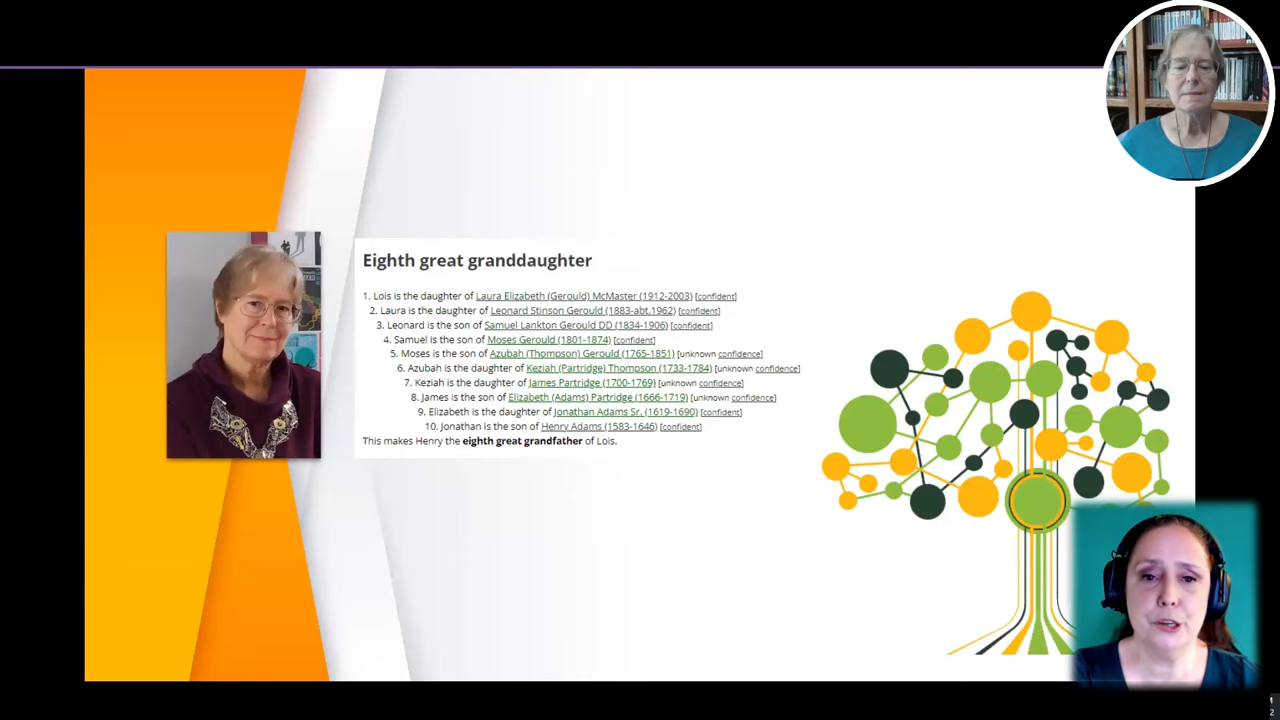 Eighth great granddaughter
1. Lois is the daughter of Laura Elizabeth (Gerould) McMaster (1912-2003) [confident]
2. Laura is the daughter of Leonard Stinson Gerould (1883-abt.1962) [confident]
3. Leonard is the son of Samuel Lankton Gerould DD (1834-1906) [confident]
4. Samuel is the son of Moses Gerould (1801-1874) [confident]
5. Moses is the son of Azubah (Thompson) Gerould (1765-1851) [unknown confidence]
6. Azubah is the daughter of Keziah (Partridge) Thompson (1733-1784) [unknown confidence]
7. Keziah is the daughter of James Partridge (1700-1769) [unknown confidence]
8. James is the son of Elizabeth (Adams) Partridge (1666-1719) [unknown confidence]
9. Elizabeth is the daughter of Jonathan Adams Sr. (1619-1690) [confident]
10. Jonathan is the son of Henry Adams (1583-1646) [confident]
This makes Henry the eighth great grandfather of Lois.